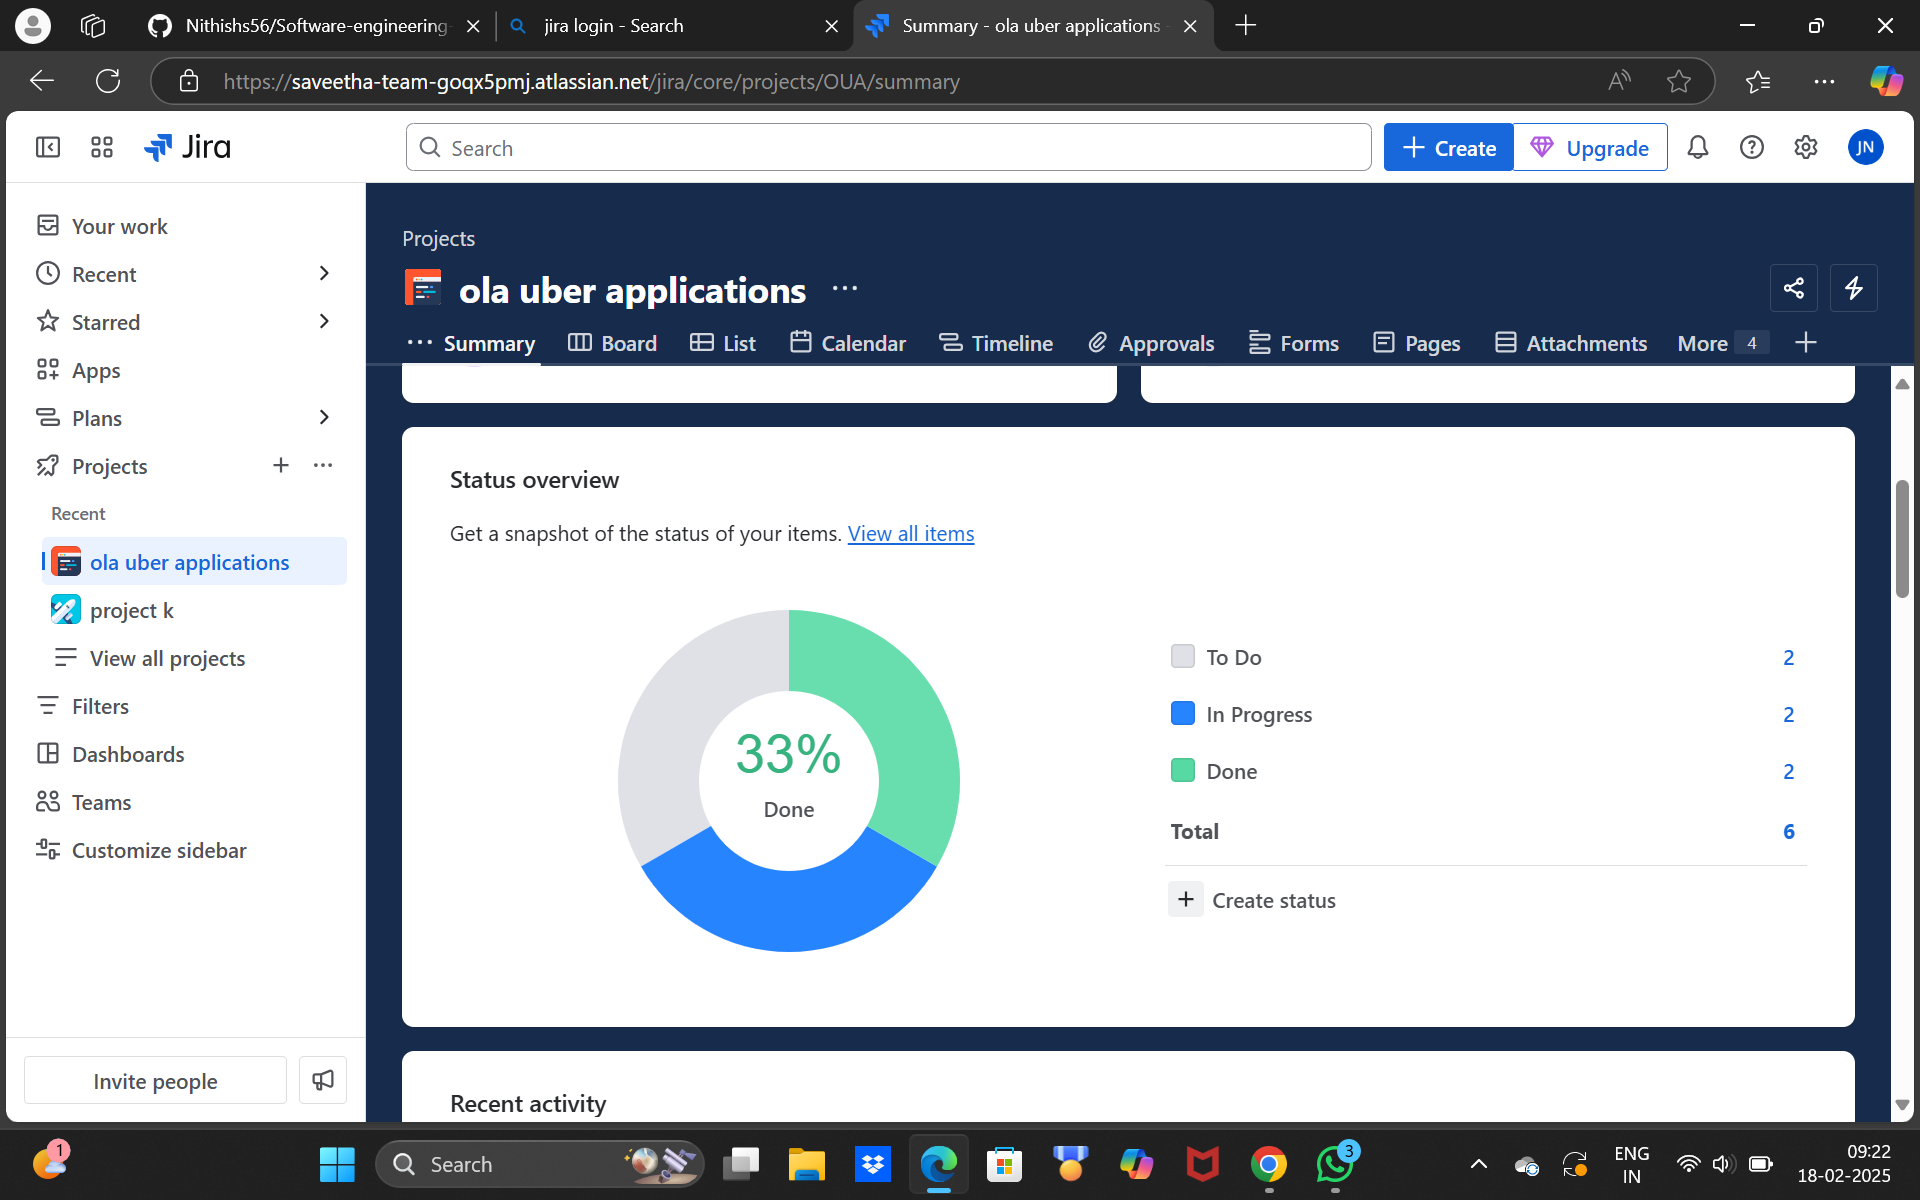 Nithishs56/Software-engineering-
jira login - Search
Summary - ola uber applications -
https://saveetha-team-goqx5pmj.atlassian.net/jira/core/projects/OUA/summary
Jira
Search
Create
Upgrade
JN
Your work
Recent
Starred
Apps
Plans
Projects
Recent
ola uber applications
project k
View all projects
Filters
Dashboards
Teams
Customize sidebar
Invite people
Projects
ola uber applications
Summary
Board
List
Calendar
Timeline
Approvals
Forms
Pages
Attachments
More 4
Status overview
Get a snapshot of the status of your items. View all items
33%
Done
To Do 2
In Progress 2
Done 2
Total 6
Create status
Recent activity
1
Search
3
ENG
IN
09:22
18-02-2025